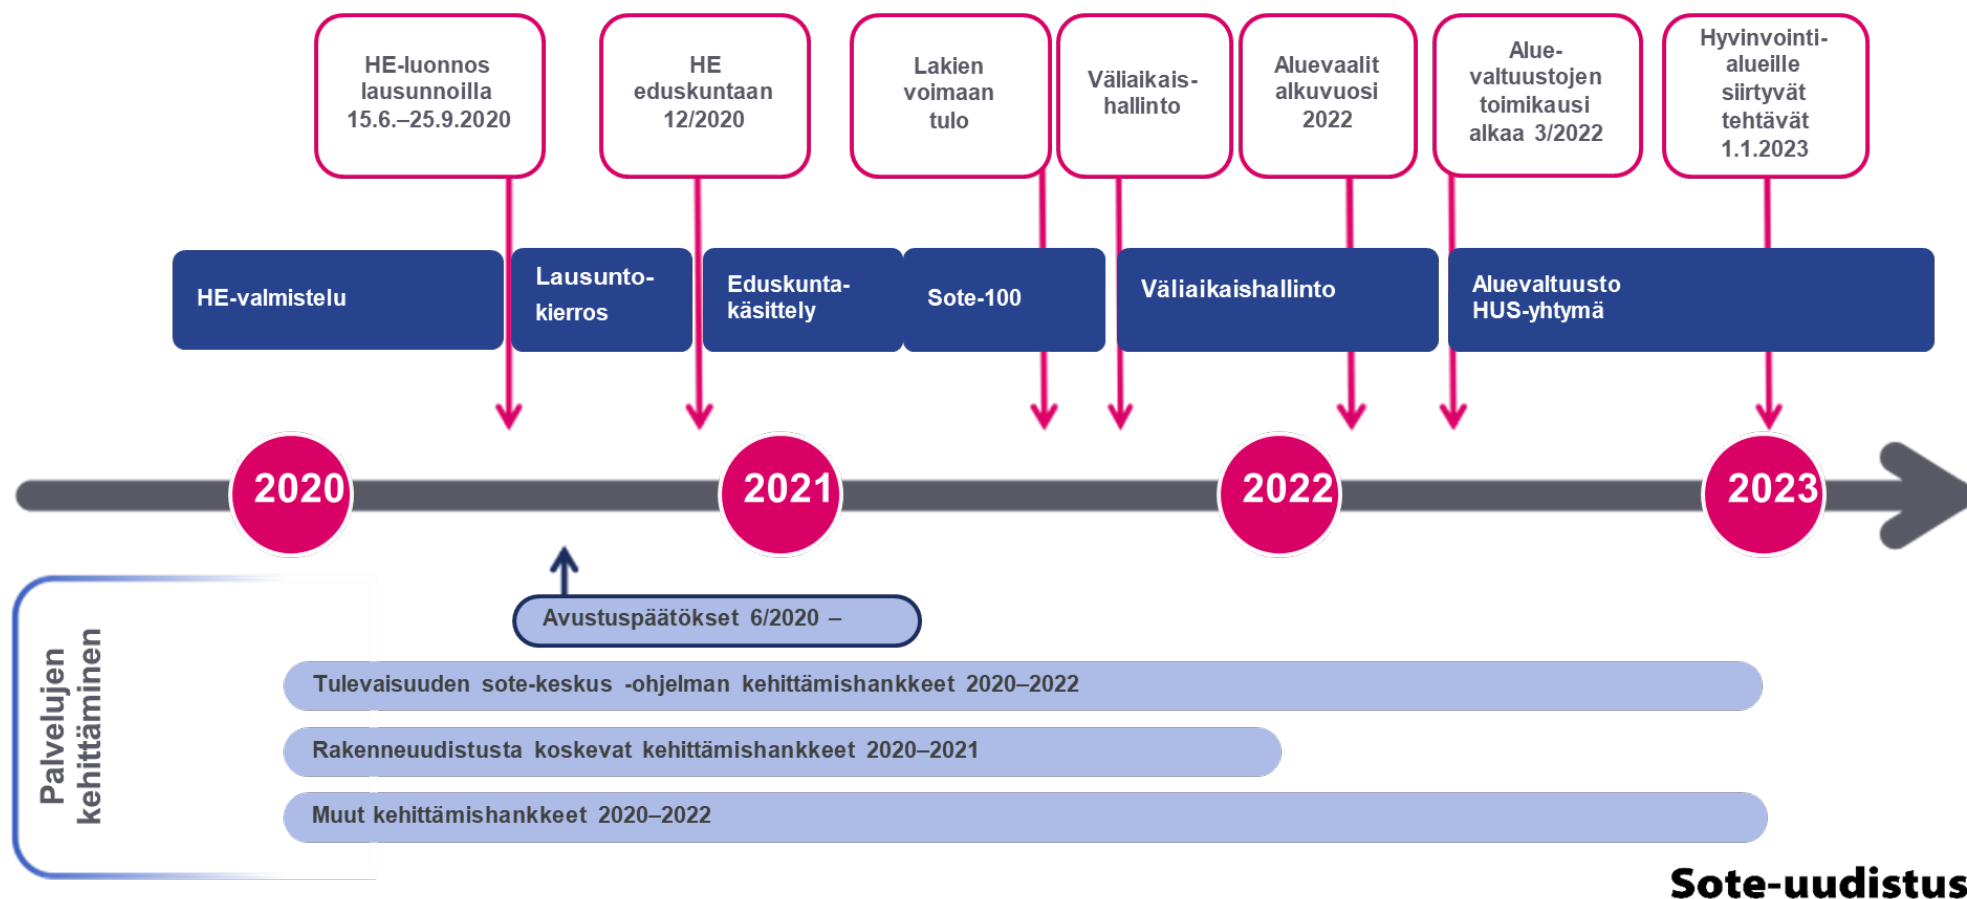 HE-luonnos
lausunnoilla
15.6.–25.9.2020
HE
eduskuntaan
12/2020
Lakien
voimaan
tulo
Väliaikais-
hallinto
Aluevaalit
alkuvuosi
2022
Alue-
valtuustojen
toimikausi
alkaa 3/2022
Hyvinvointi-
alueille
siirtyvät
tehtävät
1.1.2023
HE-valmistelu
Lausunto-
kierros
Eduskunta-
käsittely
Sote-100
Väliaikaishallinto
Aluevaltuusto
HUS-yhtymä
2020
2021
2022
2023
Avustuspäätökset 6/2020 –
Palvelujen
kehittäminen
Tulevaisuuden sote-keskus -ohjelman kehittämishankkeet 2020–2022
Rakenneuudistusta koskevat kehittämishankkeet 2020–2021
Muut kehittämishankkeet 2020–2022
Sote-uudistus